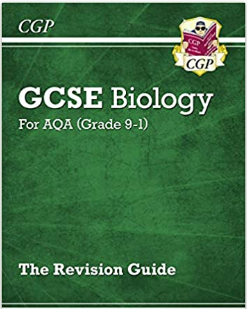 CGP
CGP
GCSE Biology
For AQA (Grade 9-1)
The Revision Guide